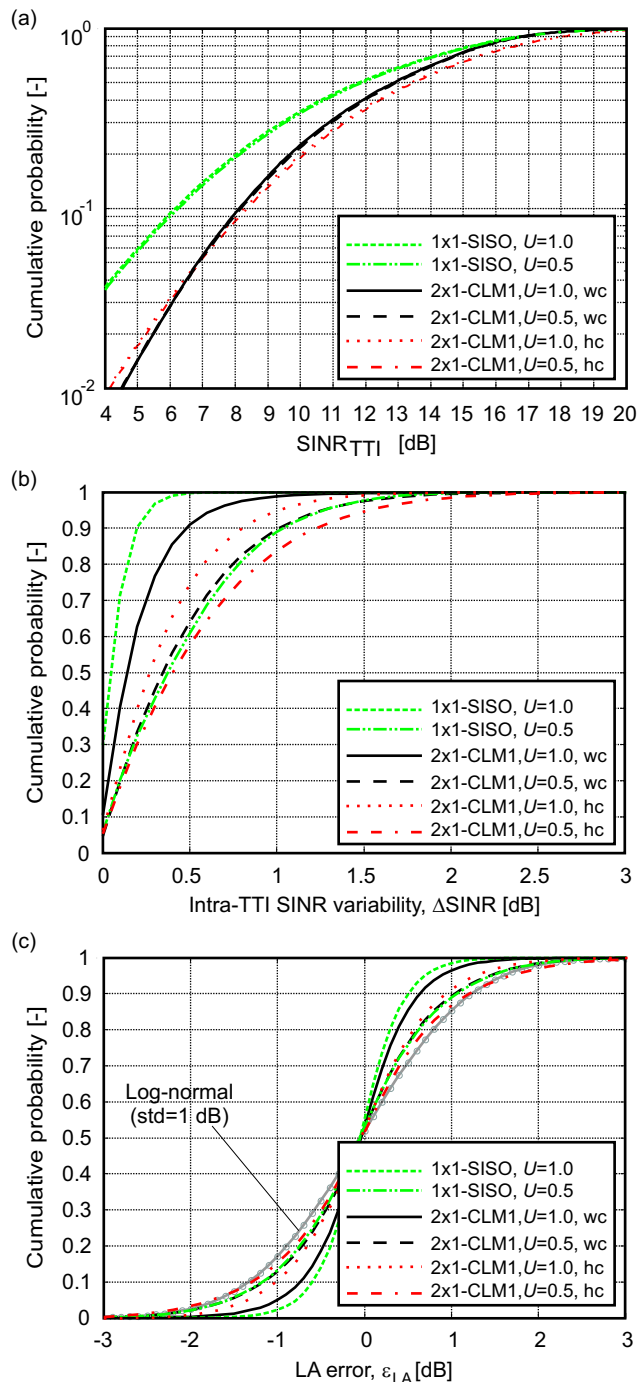 (a)
10⁰
10⁻¹
10⁻²
Cumulative probability [-]
1x1-SISO, U=1.0
1x1-SISO, U=0.5
2x1-CLM1,U=1.0, wc
2x1-CLM1,U=0.5, wc
2x1-CLM1,U=1.0, hc
2x1-CLM1,U=0.5, hc
4 5 6 7 8 9 10 11 12 13 14 15 16 17 18 19 20
SINR_TTI [dB]
(b)
1
0.9
0.8
0.7
0.6
0.5
0.4
0.3
0.2
0.1
0
Cumulative probability [-]
1x1-SISO, U=1.0
1x1-SISO, U=0.5
2x1-CLM1,U=1.0, wc
2x1-CLM1,U=0.5, wc
2x1-CLM1,U=1.0, hc
2x1-CLM1,U=0.5, hc
0 0.5 1 1.5 2 2.5 3
Intra-TTI SINR variability, ΔSINR [dB]
(c)
1
0.9
0.8
0.7
0.6
0.5
0.4
0.3
0.2
0.1
0
Cumulative probability [-]
Log-normal
(std=1 dB)
1x1-SISO, U=1.0
1x1-SISO, U=0.5
2x1-CLM1,U=1.0, wc
2x1-CLM1,U=0.5, wc
2x1-CLM1,U=1.0, hc
2x1-CLM1,U=0.5, hc
-3 -2 -1 0 1 2 3
LA error, ε_LA [dB]